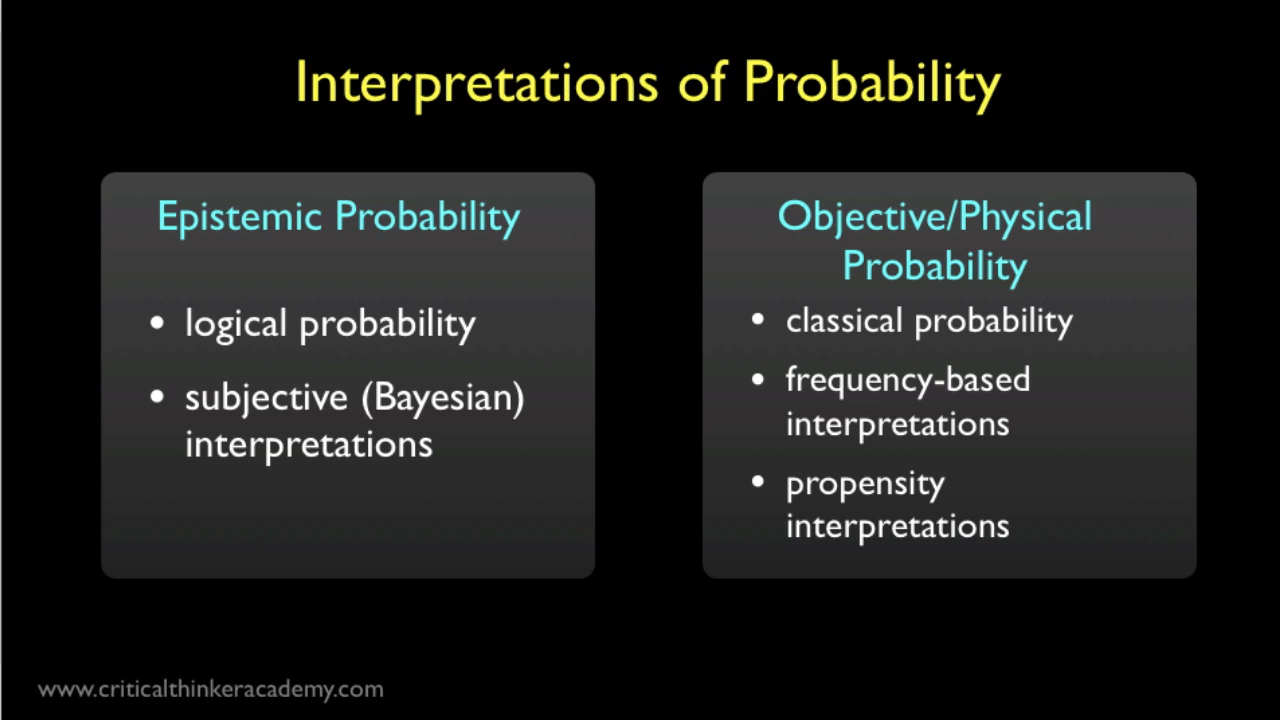 Interpretations of Probability
Epistemic Probability
• logical probability
• subjective (Bayesian)
interpretations
Objective/Physical
Probability
• classical probability
• frequency-based
interpretations
• propensity
interpretations
www.criticalthinkeracademy.com